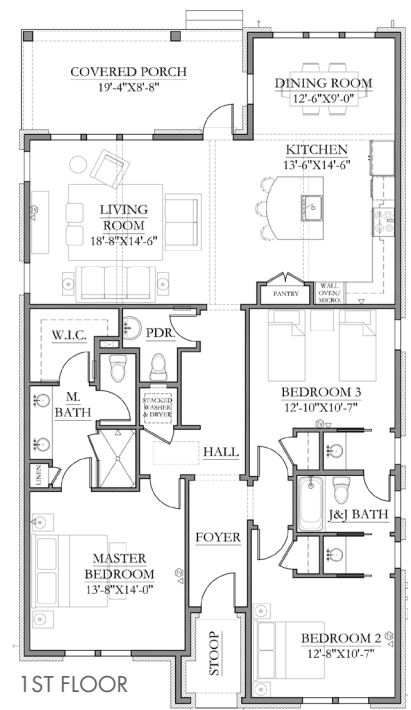 COVERED PORCH
19'-4"X8'-8"
DINING ROOM
12'-6"X9'-0"
KITCHEN
13'-6"X14'-6"
LIVING
ROOM
18'-8"X14'-6"
PANTRY
WALL
OVEN/
MICRO.
W.I.C.
PDR.
M.
BATH
STACKED
WASHER
& DRYER
BEDROOM 3
12'-10"X10'-7"
LINEN
HALL
J&J BATH
FOYER
MASTER
BEDROOM
13'-8"X14'-0"
STOOP
BEDROOM 2
12'-8"X10'-7"
1ST FLOOR